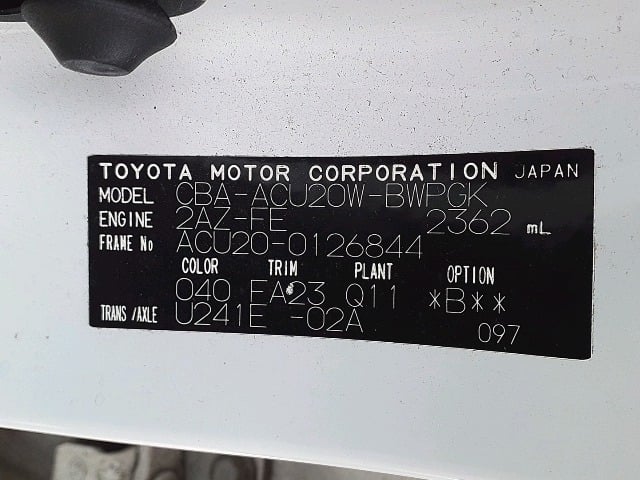 TOYOTA MOTOR CORPORATION JAPAN
MODEL CBA-ACU20W-BWPGK
ENGINE 2AZ-FE 2362 mL
FRAME No ACU20-0126844
COLOR TRIM PLANT OPTION
040 FA23 Q11 *B**
TRANS/AXLE U241E -02A
097